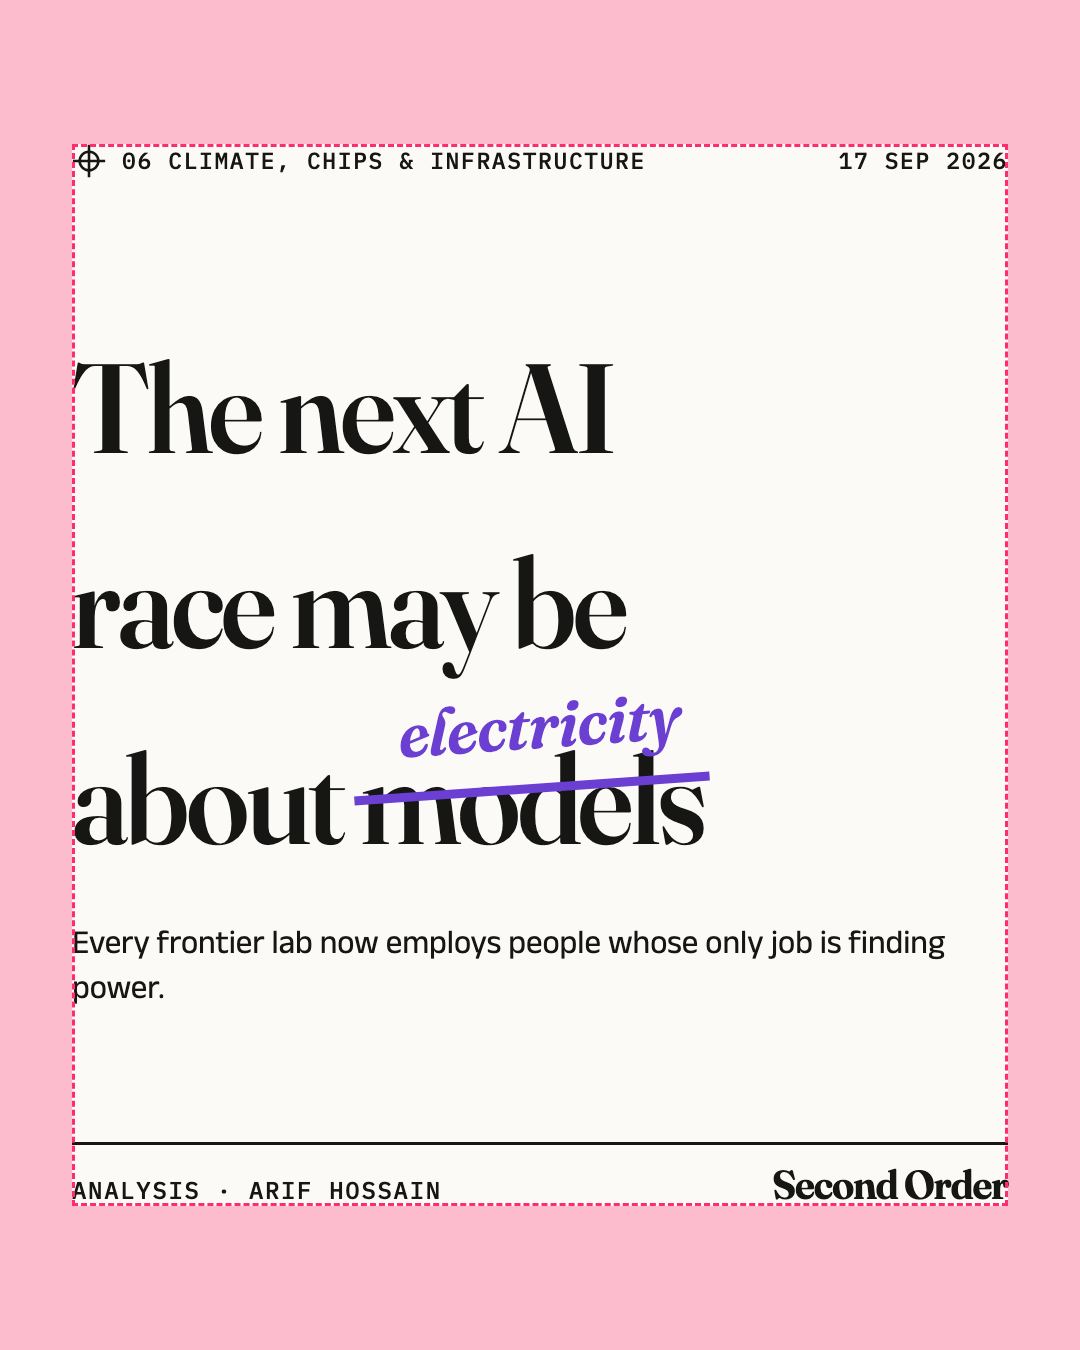 06 CLIMATE, CHIPS & INFRASTRUCTURE
17 SEP 2026
The next AI
race may be
electricity
about models
Every frontier lab now employs people whose only job is finding
power.
ANALYSIS · ARIF HOSSAIN
Second Order